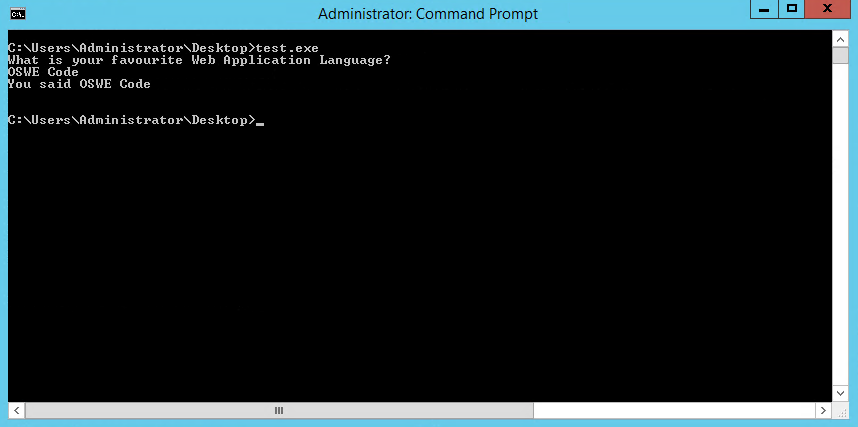 Administrator: Command Prompt
C:\Users\Administrator\Desktop>test.exe
What is your favourite Web Application Language?
OSWE Code
You said OSWE Code
C:\Users\Administrator\Desktop>_